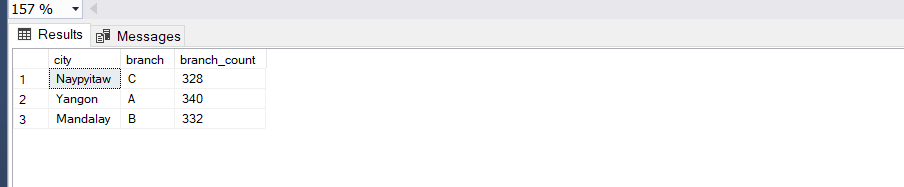 157 %
Results Messages
city branch branch_count
1 Naypyitaw C 328
2 Yangon A 340
3 Mandalay B 332